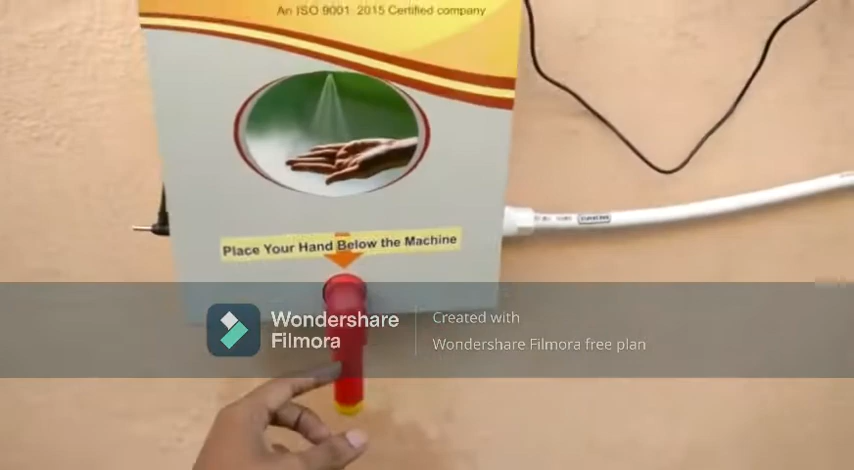 An ISO 9001 2015 Certified company
Place Your Hand Below the Machine
Wondershare
Filmora
Created with
Wondershare Filmora free plan